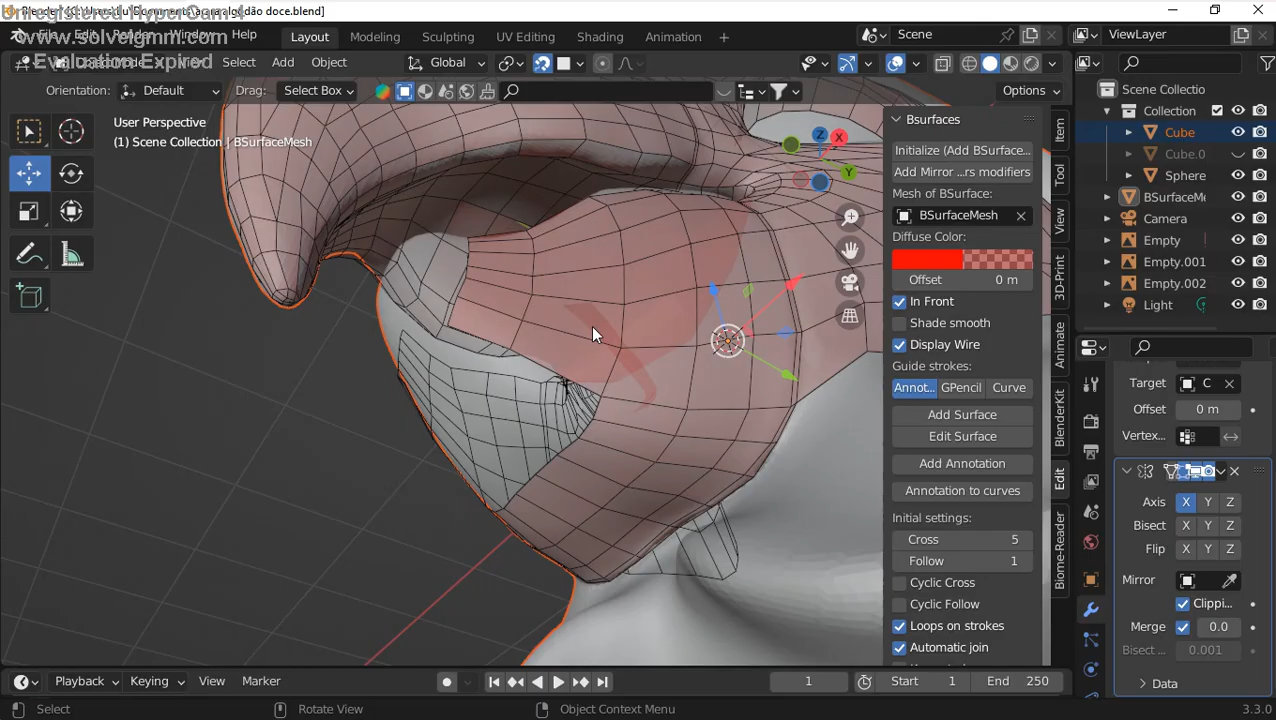 Unregistered HyperCam 4
www.solveigmm.com
Evaluation Expired
doce.blend]
Layout
Modeling
Sculpting
UV Editing
Shading
Animation
Scene
ViewLayer
Select
Add
Object
Global
Orientation:
Default
Drag:
Select Box
Options
User Perspective
(1) Scene Collection | BSurfaceMesh
Z
X
Y
Bsurfaces
Initialize (Add BSurface...
Add Mirror ...rs modifiers
Mesh of BSurface:
BSurfaceMesh
Diffuse Color:
Offset 0 m
In Front
Shade smooth
Display Wire
Guide strokes:
Annot...
GPencil
Curve
Add Surface
Edit Surface
Add Annotation
Annotation to curves
Initial settings:
Cross 5
Follow 1
Cyclic Cross
Cyclic Follow
Loops on strokes
Automatic join
Item
Tool
View
3D-Print
Animate
BlenderKit
Edit
Biome-Reader
Scene Collectio
Collection
Cube
Cube.0
Sphere
BSurfaceMe
Camera
Empty
Empty.001
Empty.002
Light
Target C
Offset 0 m
Vertex...
Axis X Y Z
Bisect X Y Z
Flip X Y Z
Mirror
Clippi...
Merge 0.0
Bisect ... 0.001
Data
Playback
Keying
View
Marker
1
Start 1
End 250
Select
Rotate View
Object Context Menu
3.3.0